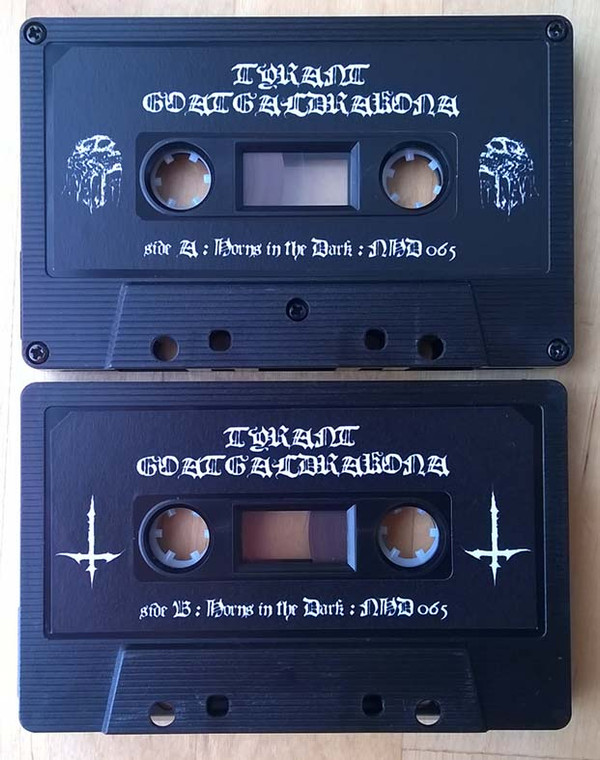 TYRANT
GOATGALDRAKONA
side A : Horns in the Dark : NHD 065
TYRANT
GOATGALDRAKONA
side B : Horns in the Dark : NHD 065